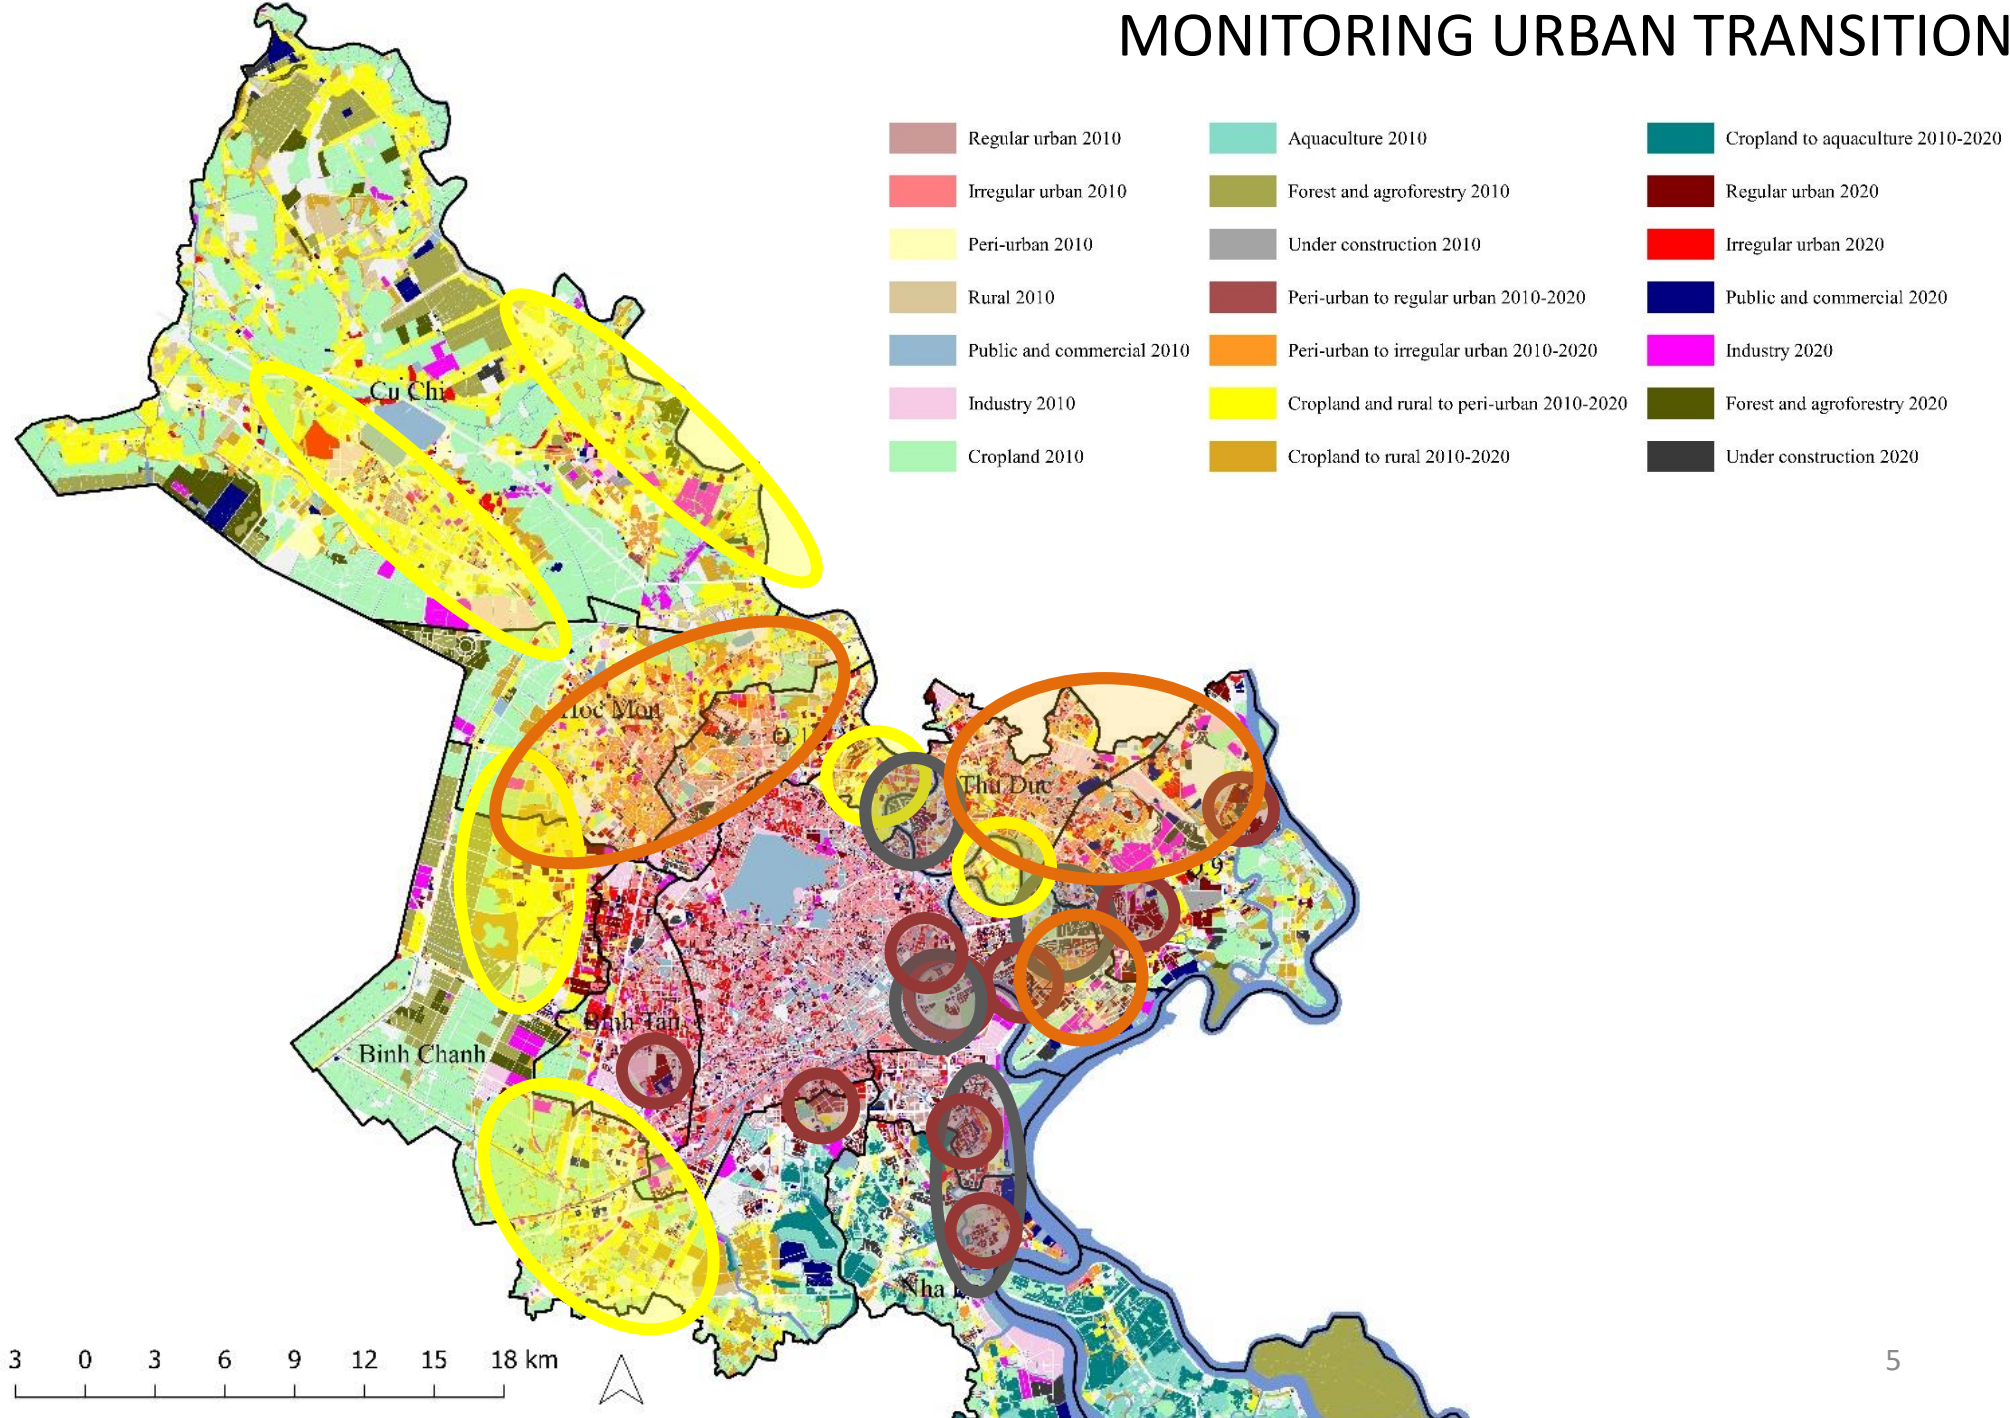 MONITORING URBAN TRANSITION
Regular urban 2010
Irregular urban 2010
Peri-urban 2010
Rural 2010
Public and commercial 2010
Industry 2010
Cropland 2010
Aquaculture 2010
Forest and agroforestry 2010
Under construction 2010
Peri-urban to regular urban 2010-2020
Peri-urban to irregular urban 2010-2020
Cropland and rural to peri-urban 2010-2020
Cropland to rural 2010-2020
Cropland to aquaculture 2010-2020
Regular urban 2020
Irregular urban 2020
Public and commercial 2020
Industry 2020
Forest and agroforestry 2020
Under construction 2020
Cu Chi
Hoc Mon
Thu Duc
Binh Tan
Binh Chanh
Nha
3 0 3 6 9 12 15 18 km
5